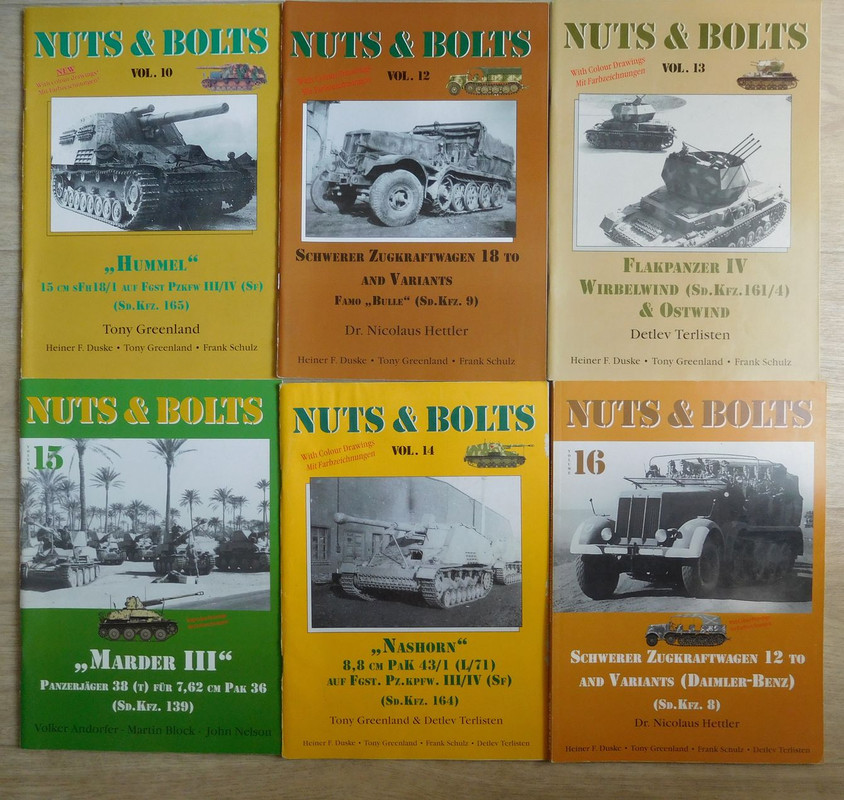 NUTS & BOLTS
VOL. 10
NEW
With Colour Drawings
Mit Farbzeichnungen
„HUMMEL“
15 CM SFH18/1 AUF FGST PZKFW III/IV (SF)
(SD.KFZ. 165)
Tony Greenland
Heiner F. Duske • Tony Greenland • Frank Schulz
NUTS & BOLTS
VOL. 12
SCHWERER ZUGKRAFTWAGEN 18 TO
AND VARIANTS
FAMO „BULLE“ (SD.KFZ. 9)
Dr. Nicolaus Hettler
Heiner F. Duske • Tony Greenland • Frank Schulz
NUTS & BOLTS
With Colour Drawings
Mit Farbzeichnungen
VOL. 13
FLAKPANZER IV
WIRBELWIND (SD.KFZ.161/4)
& OSTWIND
Detlev Terlisten
Heiner F. Duske • Tony Greenland • Frank Schulz
NUTS & BOLTS
15
„MARDER III“
PANZERJÄGER 38 (T) FÜR 7,62 CM PAK 36
(SD.KFZ. 139)
Volker Andorfer - Martin Block - John Nelson
NUTS & BOLTS
With Colour Drawings
Mit Farbzeichnungen
VOL. 14
„NASHORN“
8,8 CM PAK 43/1 (L/71)
AUF FGST. PZ.KPFW. III/IV (SF)
(SD.KFZ. 164)
Tony Greenland & Detlev Terlisten
Heiner F. Duske • Tony Greenland • Frank Schulz • Detlev Terlisten
NUTS & BOLTS
VOLUME
16
SCHWERER ZUGKRAFTWAGEN 12 TO
AND VARIANTS (DAIMLER-BENZ)
(SD.KFZ. 8)
Dr. Nicolaus Hettler
Heiner F. Duske • Tony Greenland • Frank Schulz • Detlev Terlisten